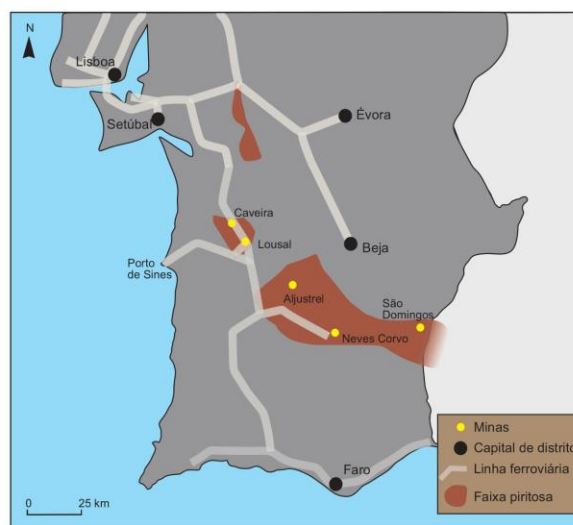 N
Lisboa
Setúbal
Évora
Caveira
Lousal
Beja
Porto
de Sines
Aljustrel
São
Domingos
Neves Corvo
Faro
0 25 km
Minas
Capital de distrito
Linha ferroviária
Faixa piritosa